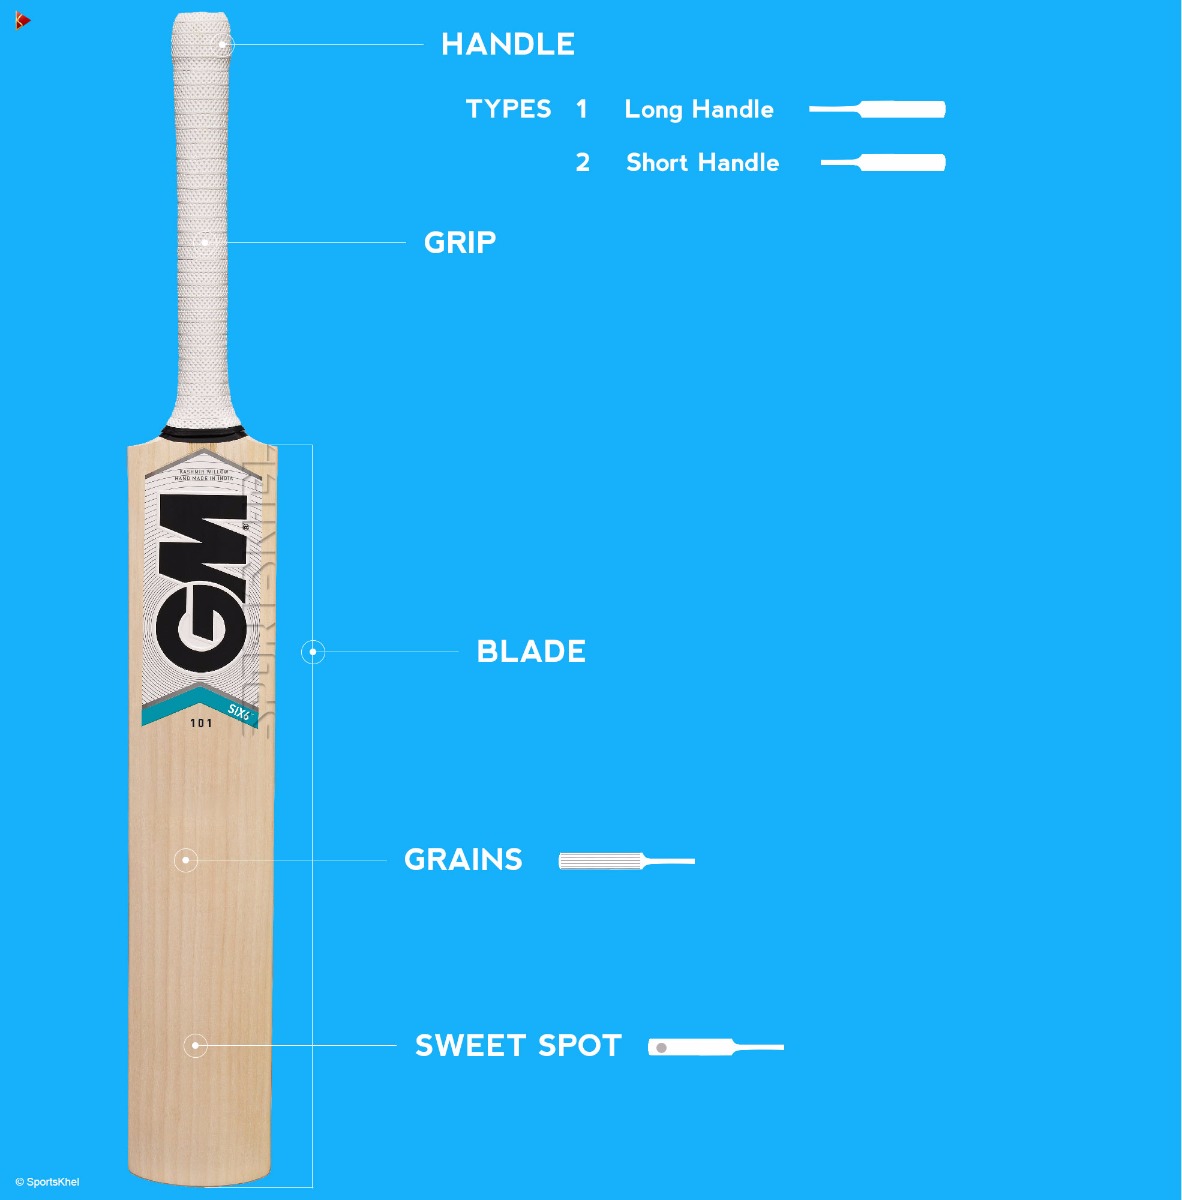 HANDLE
TYPES 1 Long Handle
2 Short Handle
GRIP
KASHMIR WILLOW
HAND MADE IN INDIA
GM®
SIX6
101
SPORTSKHEL
BLADE
GRAINS
SWEET SPOT
© SportsKhel